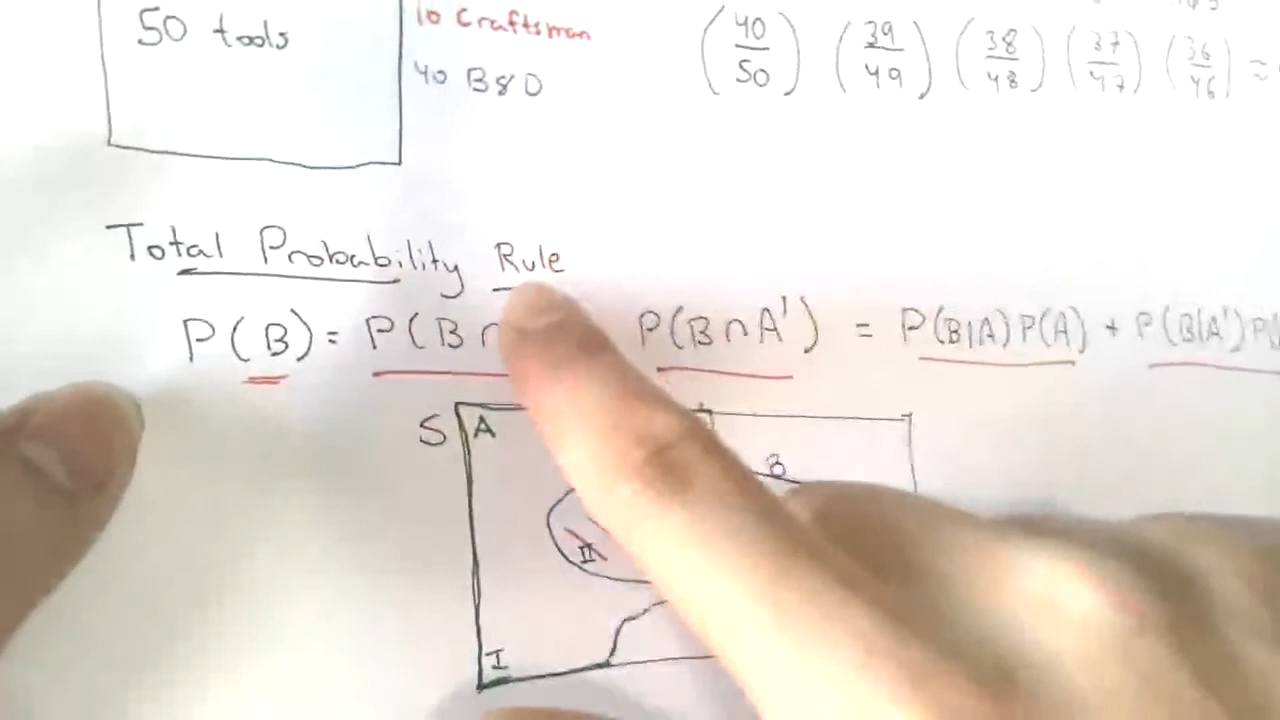 50 tools
10 Craftsman
40 B&D
(40/50) (39/49) (38/48) (37/47) (36/46) ≈
Total Probability Rule
P(B) = P(B∩ P(B∩A') = P(B|A)P(A) + P(B|A')P(
S A
B
II
I